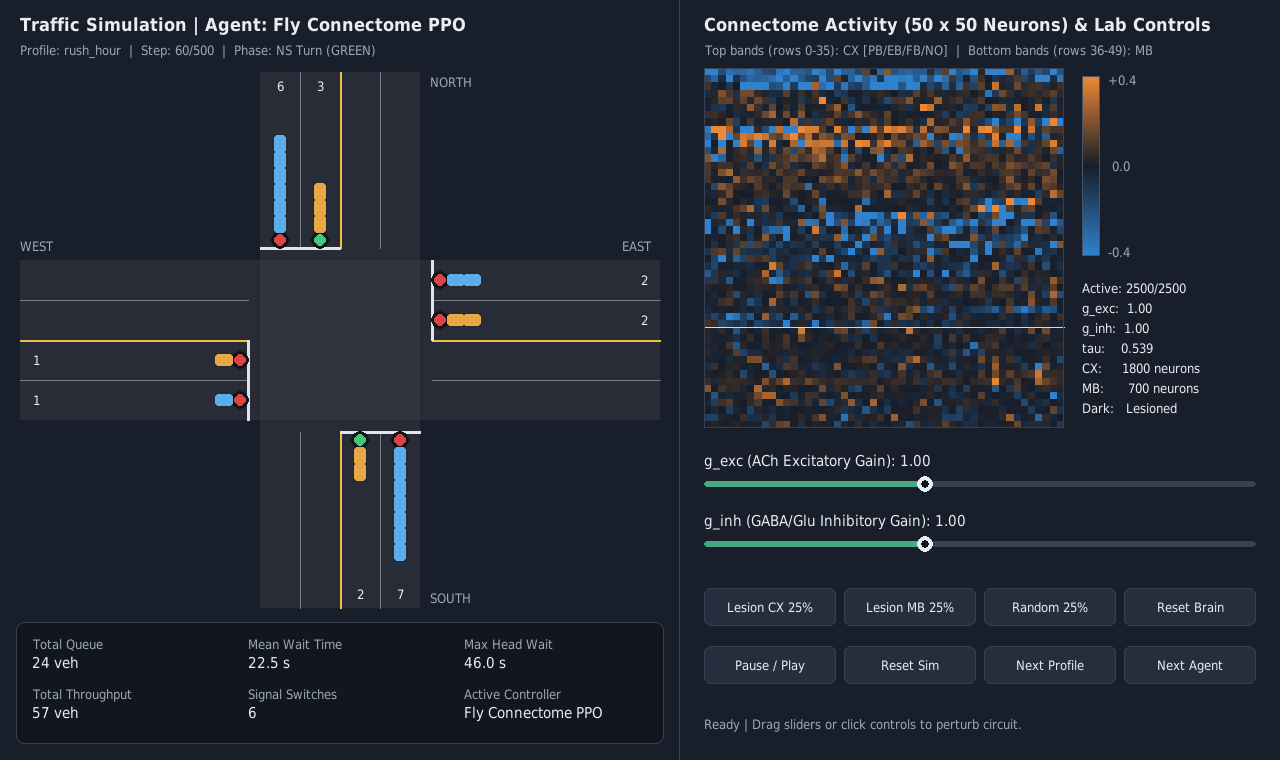 Traffic Simulation | Agent: Fly Connectome PPO
Profile: rush_hour | Step: 60/500 | Phase: NS Turn (GREEN)
6 3
NORTH
WEST
EAST
2
2
1
1
2 7
SOUTH
Total Queue
24 veh
Mean Wait Time
22.5 s
Max Head Wait
46.0 s
Total Throughput
57 veh
Signal Switches
6
Active Controller
Fly Connectome PPO
Connectome Activity (50 x 50 Neurons) & Lab Controls
Top bands (rows 0-35): CX [PB/EB/FB/NO] | Bottom bands (rows 36-49): MB
+0.4
0.0
-0.4
Active: 2500/2500
g_exc: 1.00
g_inh: 1.00
tau: 0.539
CX: 1800 neurons
MB: 700 neurons
Dark: Lesioned
g_exc (ACh Excitatory Gain): 1.00
g_inh (GABA/Glu Inhibitory Gain): 1.00
Lesion CX 25%
Lesion MB 25%
Random 25%
Reset Brain
Pause / Play
Reset Sim
Next Profile
Next Agent
Ready | Drag sliders or click controls to perturb circuit.